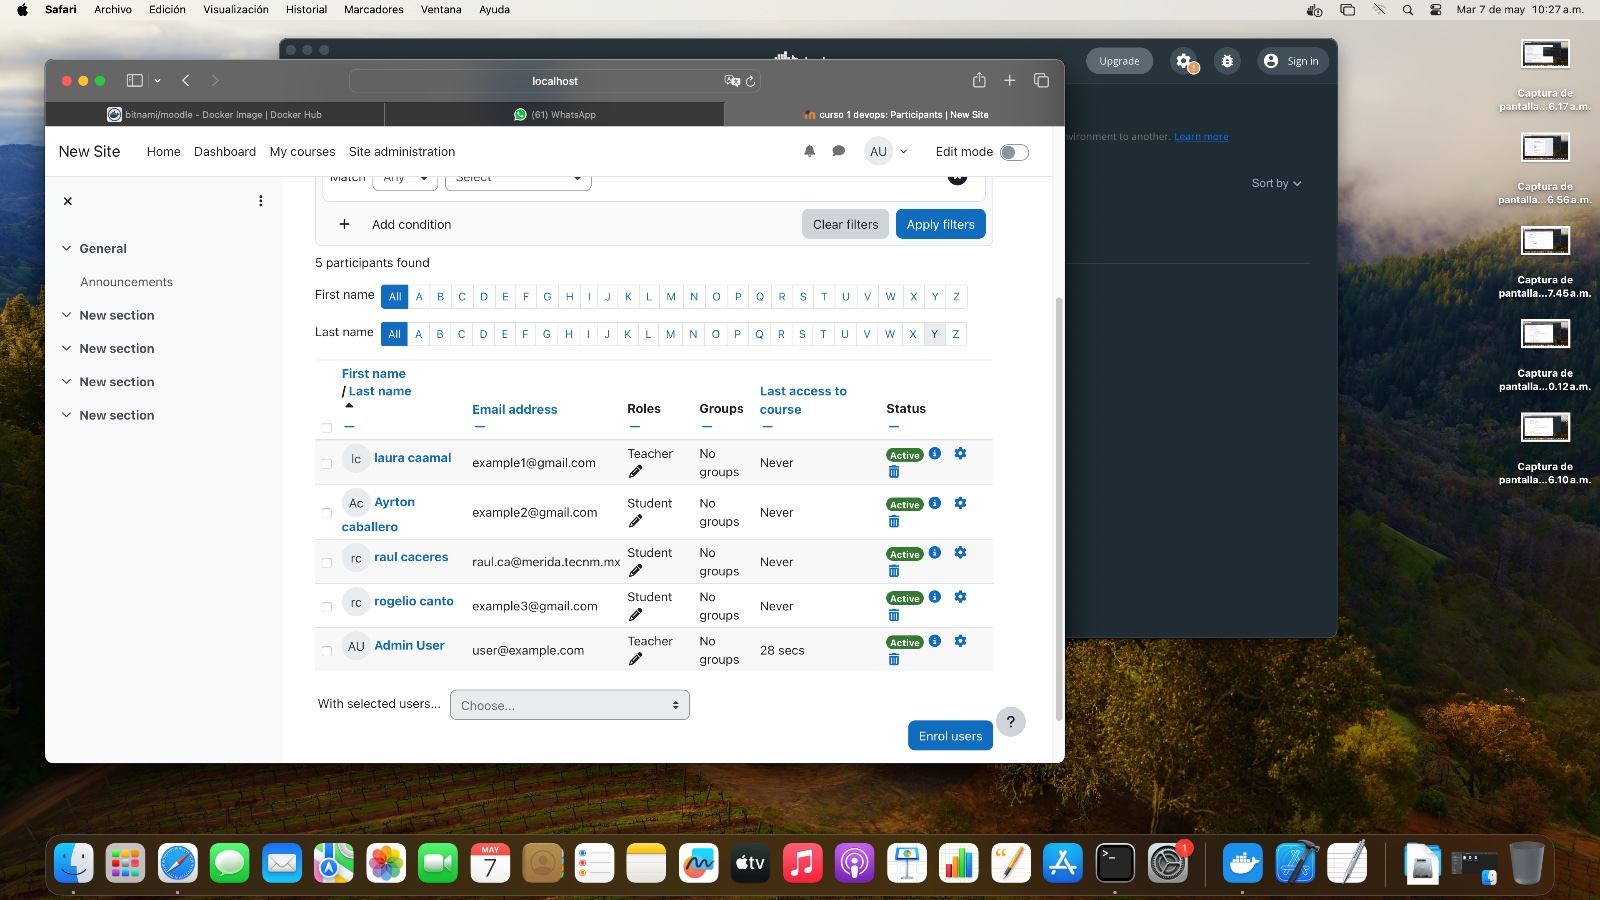 Safari Archivo Edición Visualización Historial Marcadores Ventana Ayuda
Mar 7 de may 10:27 a.m.
Upgrade
Sign in
localhost
bitnami/moodle - Docker Image | Docker Hub
(61) WhatsApp
curso 1 devops: Participants | New Site
New Site Home Dashboard My courses Site administration
AU
Edit mode
nvironment to another. Learn more
Sort by
Match Any Select
General
Announcements
New section
New section
New section
New section
+ Add condition
Clear filters Apply filters
5 participants found
First name All A B C D E F G H I J K L M N O P Q R S T U V W X Y Z
Last name All A B C D E F G H I J K L M N O P Q R S T U V W X Y Z
First name
/ Last name
Email address
Roles
Groups
Last access to
course
Status
lc laura caamal example1@gmail.com Teacher No groups Never Active
Ac Ayrton caballero example2@gmail.com Student No groups Never Active
rc raul caceres raul.ca@merida.tecnm.mx Student No groups Never Active
rc rogelio canto example3@gmail.com Student No groups Never Active
AU Admin User user@example.com Teacher No groups 28 secs Active
With selected users... Choose...
?
Enrol users
Captura de
pantalla...6.17 a.m.
Captura de
pantalla...6.56 a.m.
Captura de
pantalla...7.45 a.m.
Captura de
pantalla...0.12 a.m.
Captura de
pantalla...6.10 a.m.
MAY
7
tv
1